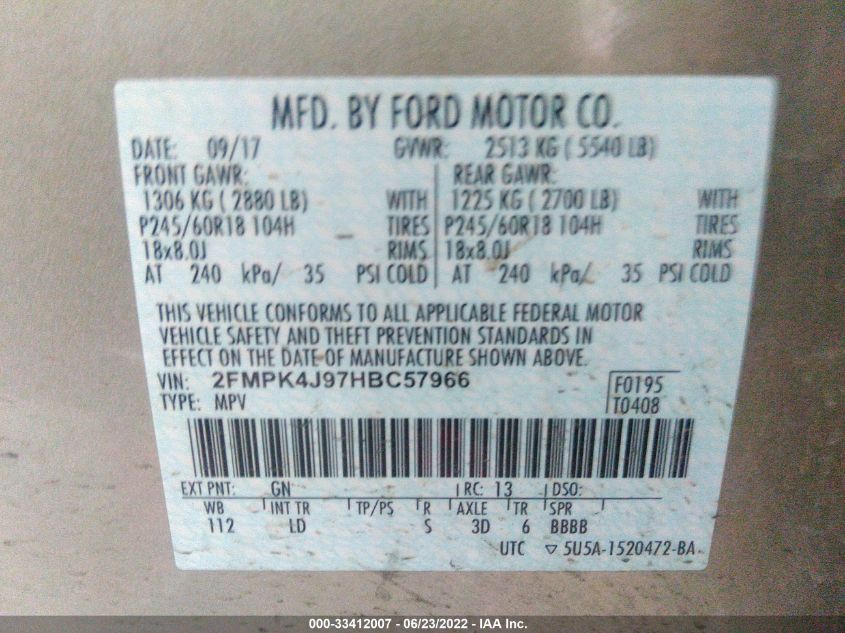 MFD. BY FORD MOTOR CO.
DATE: 09/17 GVWR: 2513 KG ( 5540 LB)
FRONT GAWR: REAR GAWR:
1306 KG ( 2880 LB) WITH 1225 KG ( 2700 LB) WITH
P245/60R18 104H TIRES P245/60R18 104H TIRES
18x8.0J RIMS 18x8.0J RIMS
AT 240 kPa/ 35 PSI COLD AT 240 kPa/ 35 PSI COLD
THIS VEHICLE CONFORMS TO ALL APPLICABLE FEDERAL MOTOR
VEHICLE SAFETY AND THEFT PREVENTION STANDARDS IN
EFFECT ON THE DATE OF MANUFACTURE SHOWN ABOVE.
VIN: 2FMPK4J97HBC57966 F0195
TYPE: MPV T0408
EXT PNT: GN RC: 13 DSO:
WB INT TR TP/PS R AXLE TR SPR
112 LD S 3D 6 BBBB
UTC ▽ 5U5A-1520472-BA
000-33412007 - 06/23/2022 - IAA Inc.